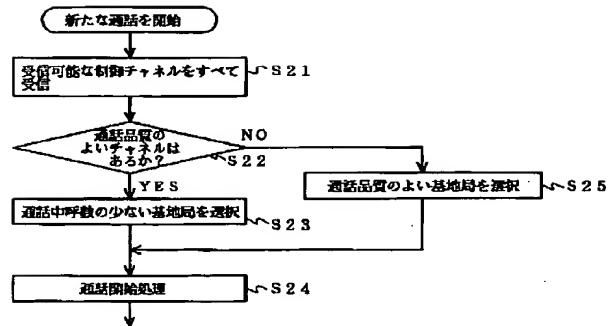 新たな通話を開始
受信可能な制御チャネルをすべて
受信
S21
通話品質の
よいチャネルは
あるか?
S22
NO
YES
通話品質のよい基地局を選択
S25
通話中呼数の少ない基地局を選択
S23
通話開始処理
S24